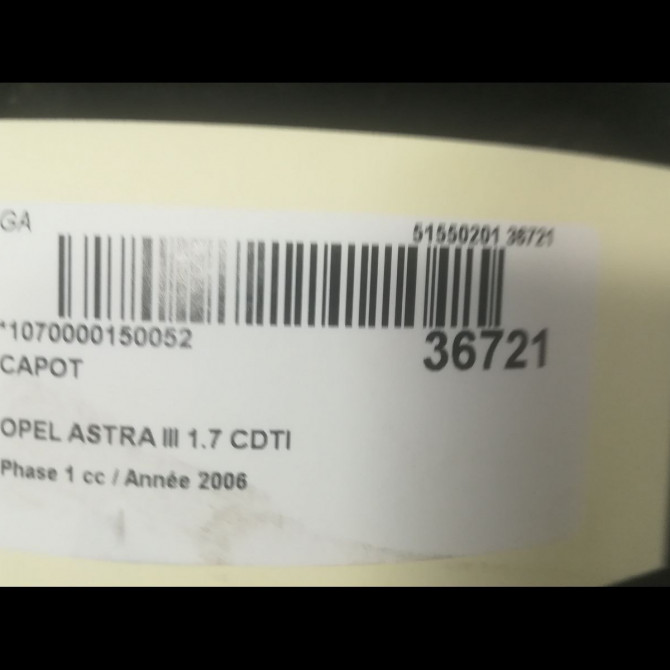 GA
51550201 36721
*1070000150052
36721
CAPOT
OPEL ASTRA III 1.7 CDTI
Phase 1 cc / Année 2006